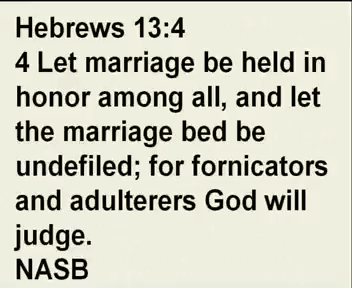 Hebrews 13:4
4 Let marriage be held in
honor among all, and let
the marriage bed be
undefiled; for fornicators
and adulterers God will
judge.
NASB